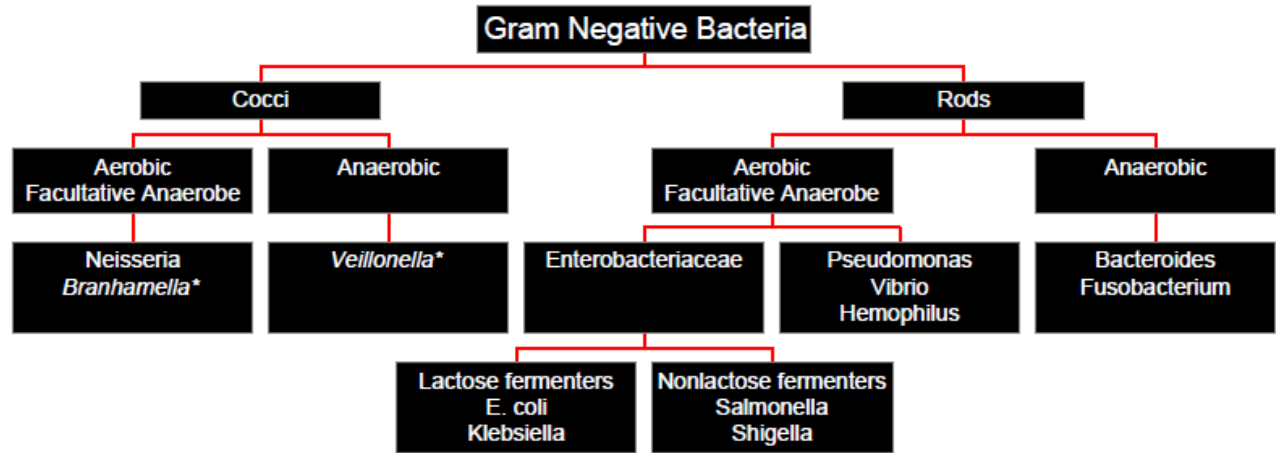 Gram Negative Bacteria
Cocci
Rods
Aerobic
Facultative Anaerobe
Anaerobic
Aerobic
Facultative Anaerobe
Anaerobic
Neisseria
Branhamella*
Veillonella*
Enterobacteriaceae
Pseudomonas
Vibrio
Hemophilus
Bacteroides
Fusobacterium
Lactose fermenters
E. coli
Klebsiella
Nonlactose fermenters
Salmonella
Shigella